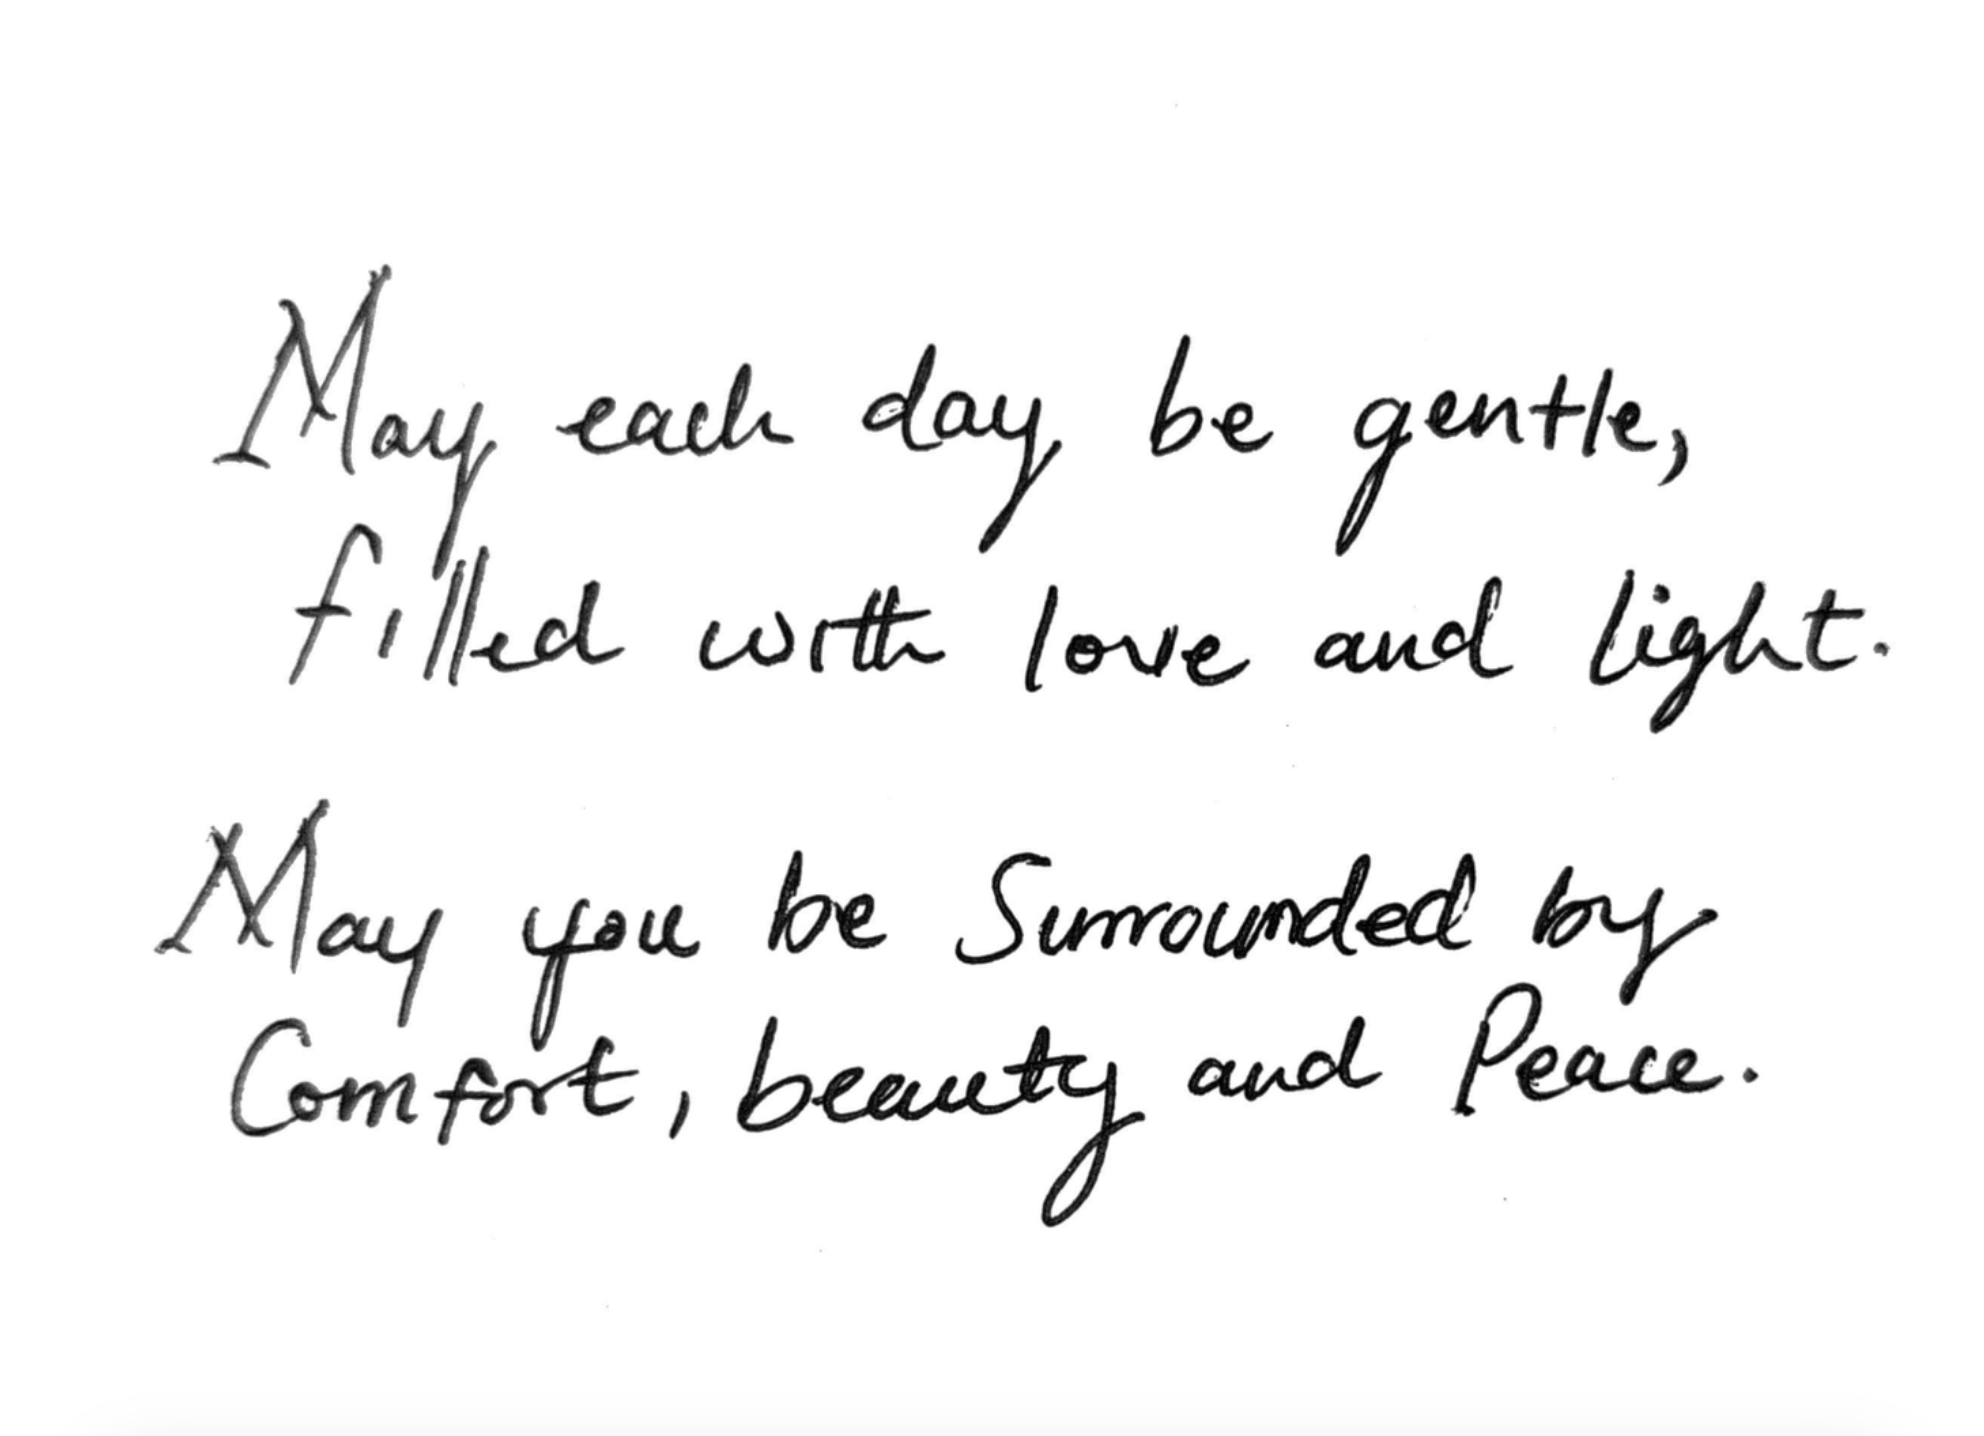 May each day be gentle,
filled with love and light.
May you be Surrounded by
Comfort, beauty and Peace.